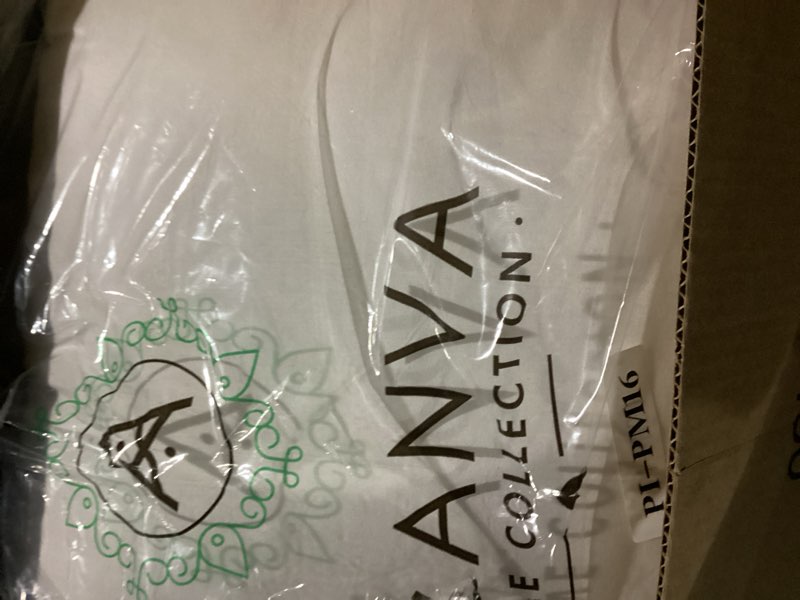 ANVA
E COLLECTION.
PI-PM16